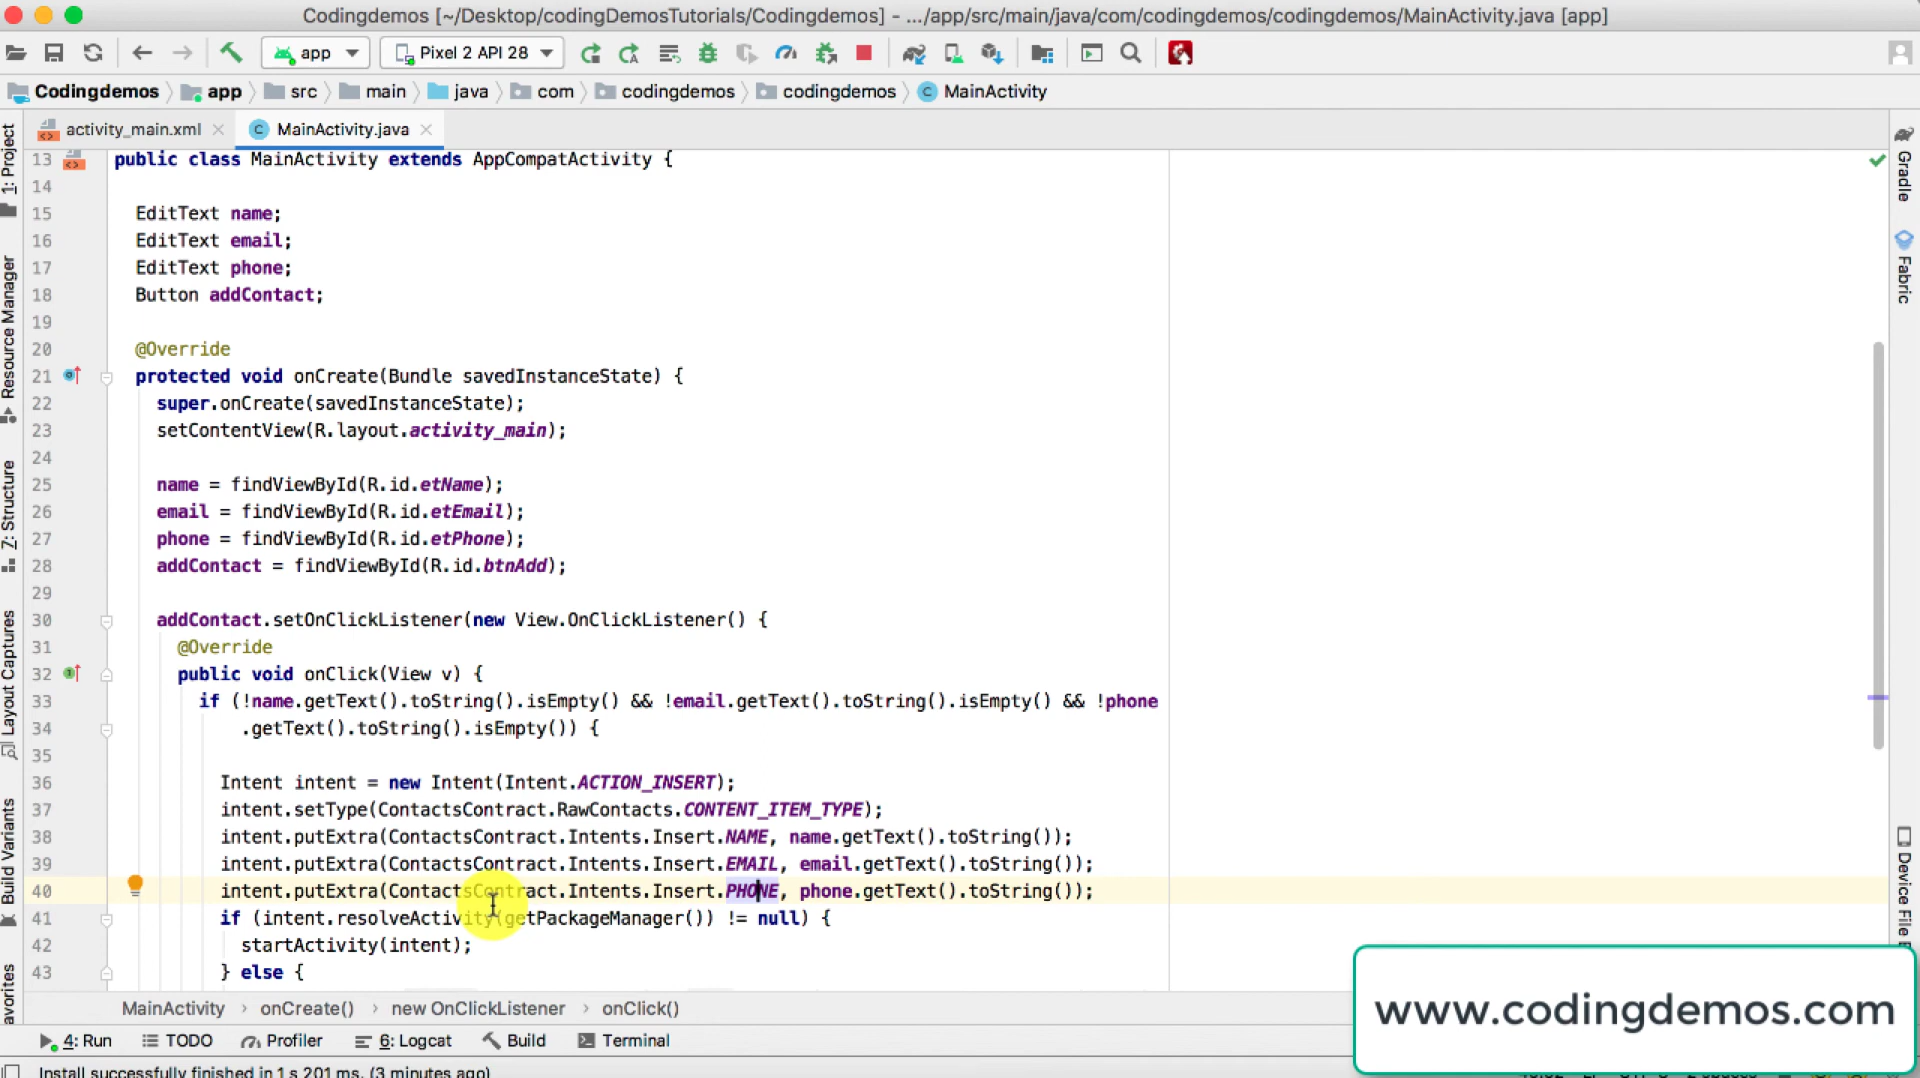 Codingdemos [~/Desktop/codingDemosTutorials/Codingdemos] - .../app/src/main/java/com/codingdemos/codingdemos/MainActivity.java [app]
app
Pixel 2 API 28
Codingdemos app src main java com codingdemos codingdemos C MainActivity
activity_main.xml C MainActivity.java
13 public class MainActivity extends AppCompatActivity {
14
15 EditText name;
16 EditText email;
17 EditText phone;
18 Button addContact;
19
20 @Override
21 protected void onCreate(Bundle savedInstanceState) {
22 super.onCreate(savedInstanceState);
23 setContentView(R.layout.activity_main);
24
25 name = findViewById(R.id.etName);
26 email = findViewById(R.id.etEmail);
27 phone = findViewById(R.id.etPhone);
28 addContact = findViewById(R.id.btnAdd);
29
30 addContact.setOnClickListener(new View.OnClickListener() {
31 @Override
32 public void onClick(View v) {
33 if (!name.getText().toString().isEmpty() && !email.getText().toString().isEmpty() && !phone
34 .getText().toString().isEmpty()) {
35
36 Intent intent = new Intent(Intent.ACTION_INSERT);
37 intent.setType(ContactsContract.RawContacts.CONTENT_ITEM_TYPE);
38 intent.putExtra(ContactsContract.Intents.Insert.NAME, name.getText().toString());
39 intent.putExtra(ContactsContract.Intents.Insert.EMAIL, email.getText().toString());
40 intent.putExtra(ContactsContract.Intents.Insert.PHONE, phone.getText().toString());
41 if (intent.resolveActivity(getPackageManager()) != null) {
42 startActivity(intent);
43 } else {
1: Project
Resource Manager
Z: Structure
Layout Captures
Build Variants
Gradle
Fabric
Device File
www.codingdemos.com
MainActivity onCreate() new OnClickListener onClick()
4: Run TODO Profiler 6: Logcat Build Terminal
Install successfully finished in 1 s 201 ms. (3 minutes ago)